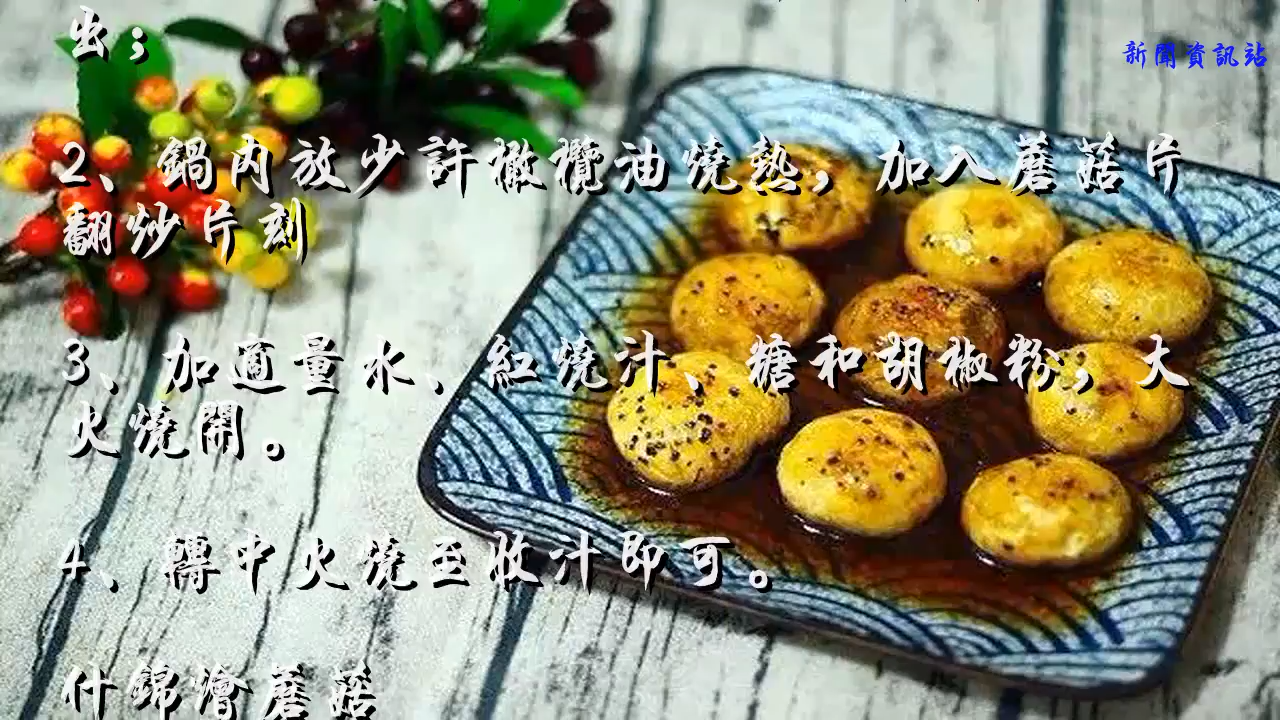 出；
新聞資訊站
2、鍋內放少許橄欖油燒熱，加入蘑菇片
翻炒片刻
3、加適量水、紅燒汁、糖和胡椒粉，大
火燒開。
4、轉中火燒至收汁即可。
什錦燴蘑菇